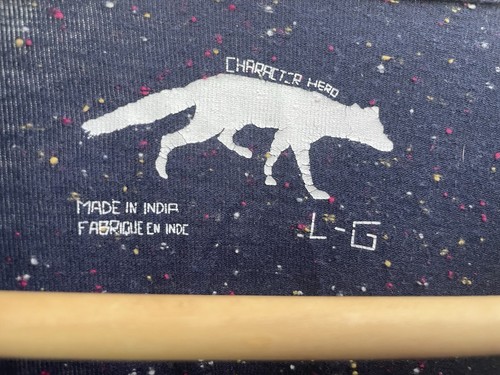 CHARACTER HERO
MADE IN INDIA
FABRIQUE EN INDE
L-G